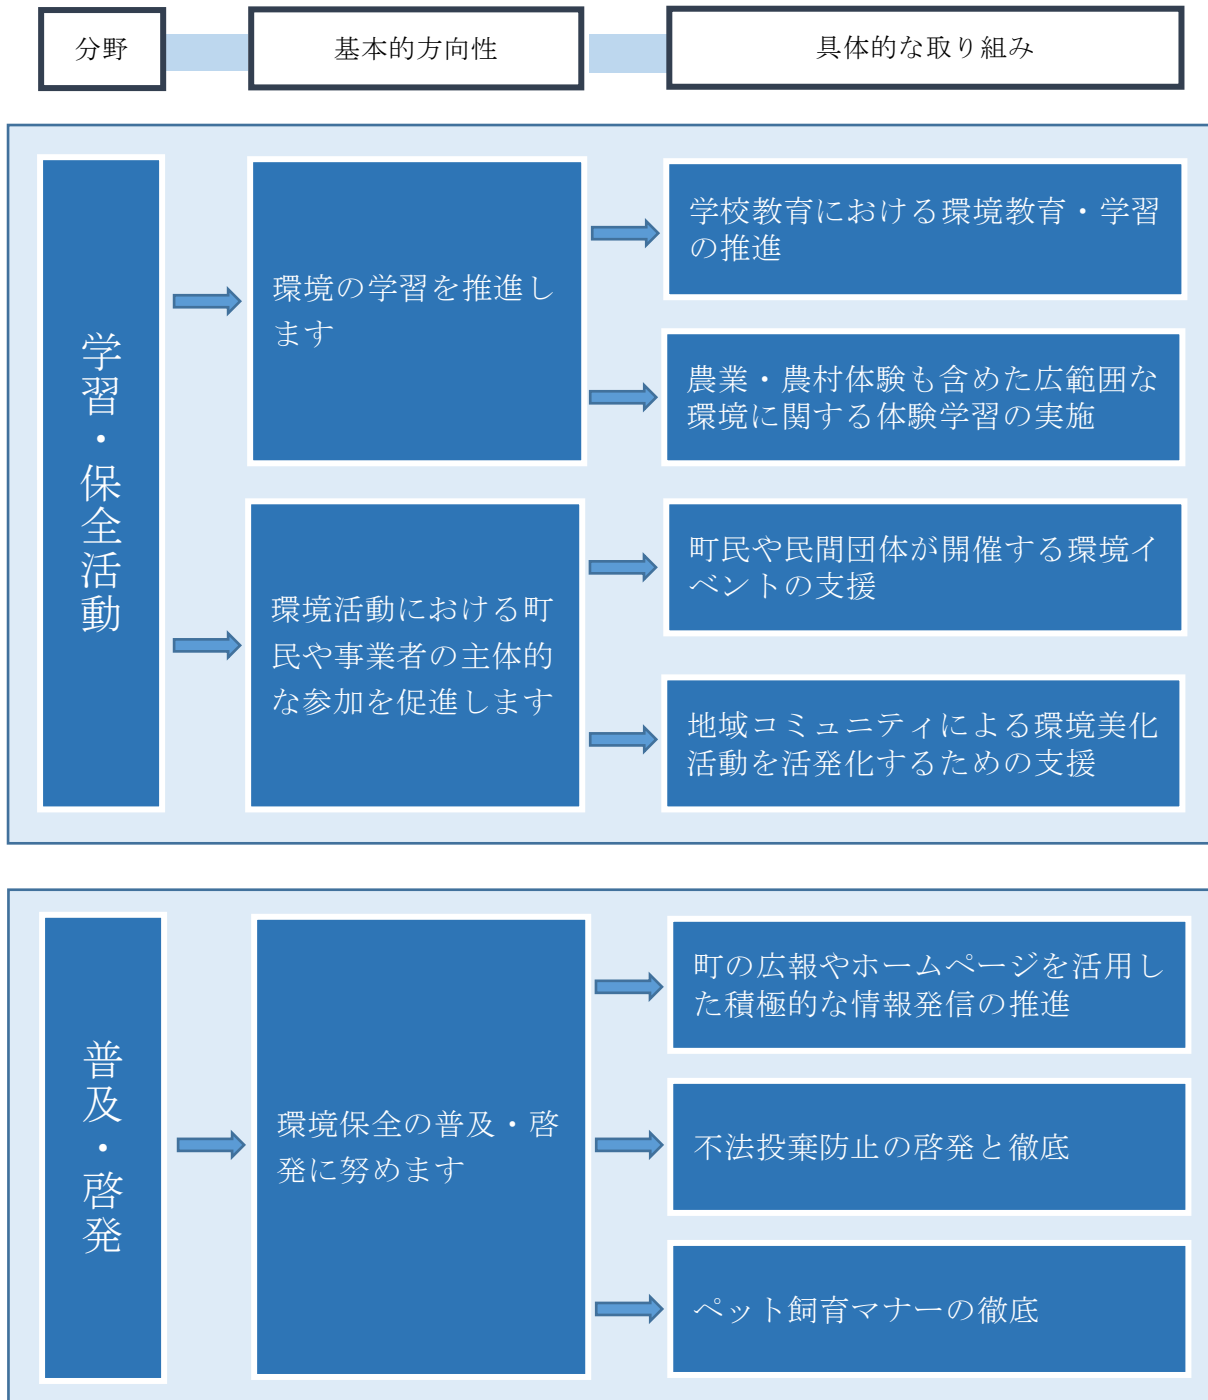 分野
基本的方向性
具体的な取り組み
学習・保全活動
環境の学習を推進し
ます
学校教育における環境教育・学習
の推進
農業・農村体験も含めた広範囲な
環境に関する体験学習の実施
環境活動における町
民や事業者の主体的
な参加を促進します
町民や民間団体が開催する環境イ
ベントの支援
地域コミュニティによる環境美化
活動を活発化するための支援
普及・啓発
環境保全の普及・啓
発に努めます
町の広報やホームページを活用し
た積極的な情報発信の推進
不法投棄防止の啓発と徹底
ペット飼育マナーの徹底